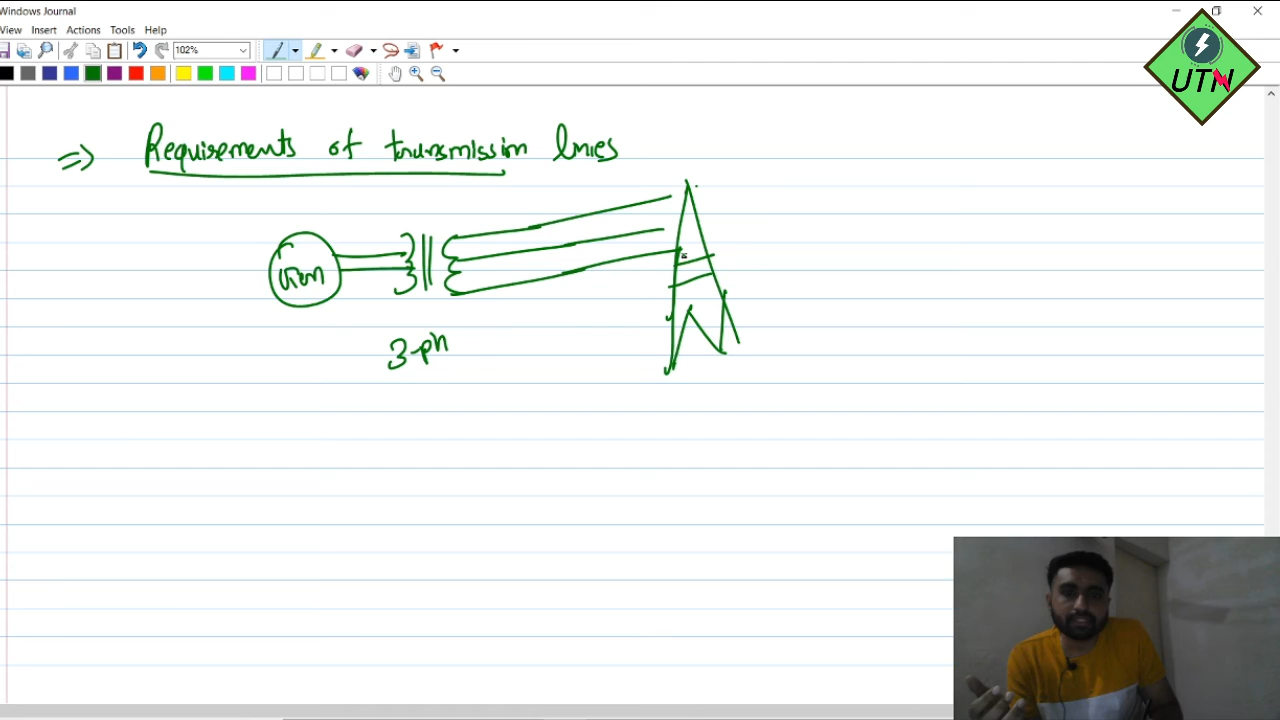 Windows Journal
View Insert Actions Tools Help
102%
UTN
⇒ Requirements of transmission lines
Gen
3-ph